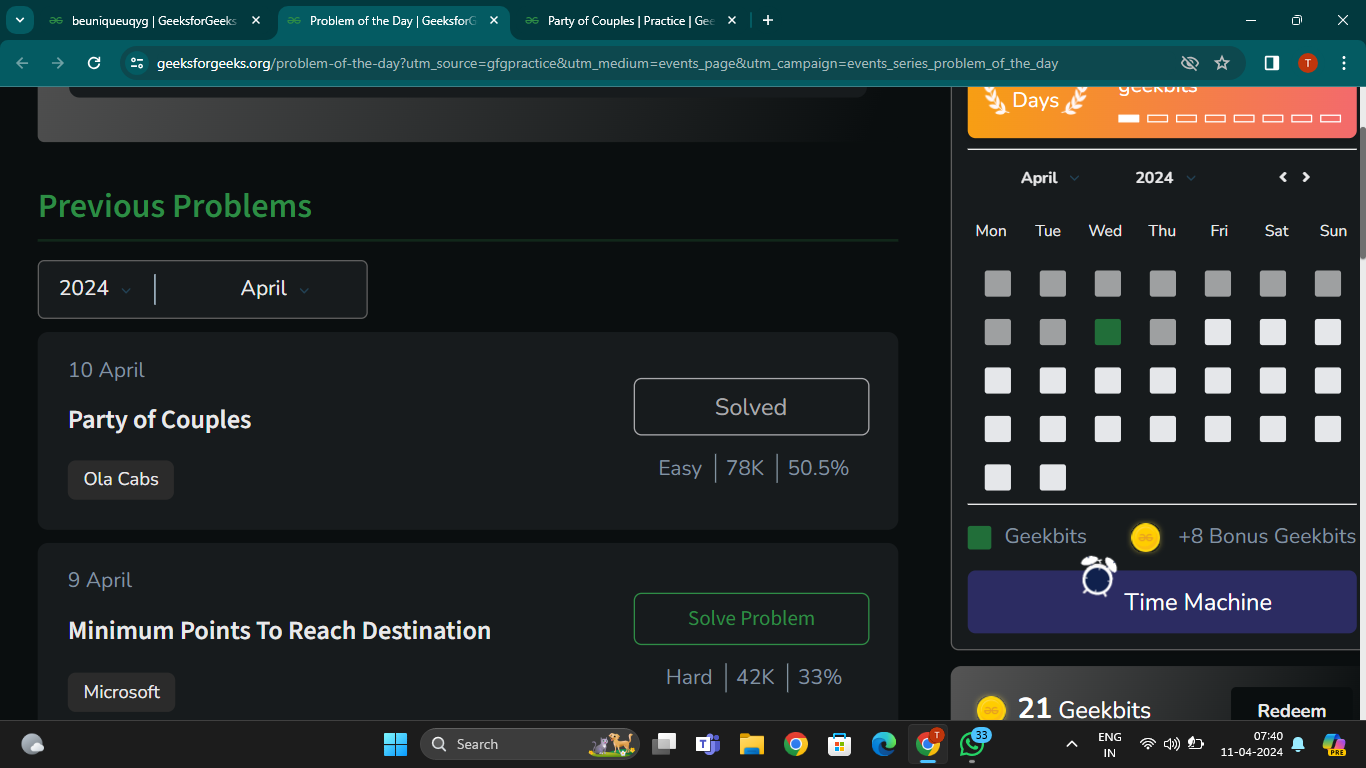 beuniqueuqyg | GeeksforGeeks
Problem of the Day | GeeksforG
Party of Couples | Practice | Gee
geeksforgeeks.org/problem-of-the-day?utm_source=gfgpractice&utm_medium=events_page&utm_campaign=events_series_problem_of_the_day
T
Days
geekbits
Previous Problems
2024
April
10 April
Party of Couples
Ola Cabs
Solved
Easy | 78K | 50.5%
9 April
Minimum Points To Reach Destination
Microsoft
Solve Problem
Hard | 42K | 33%
April
2024
Mon Tue Wed Thu Fri Sat Sun
Geekbits
+8 Bonus Geekbits
Time Machine
21 Geekbits
Redeem
Search
T
33
ENG
IN
07:40
11-04-2024
PRE